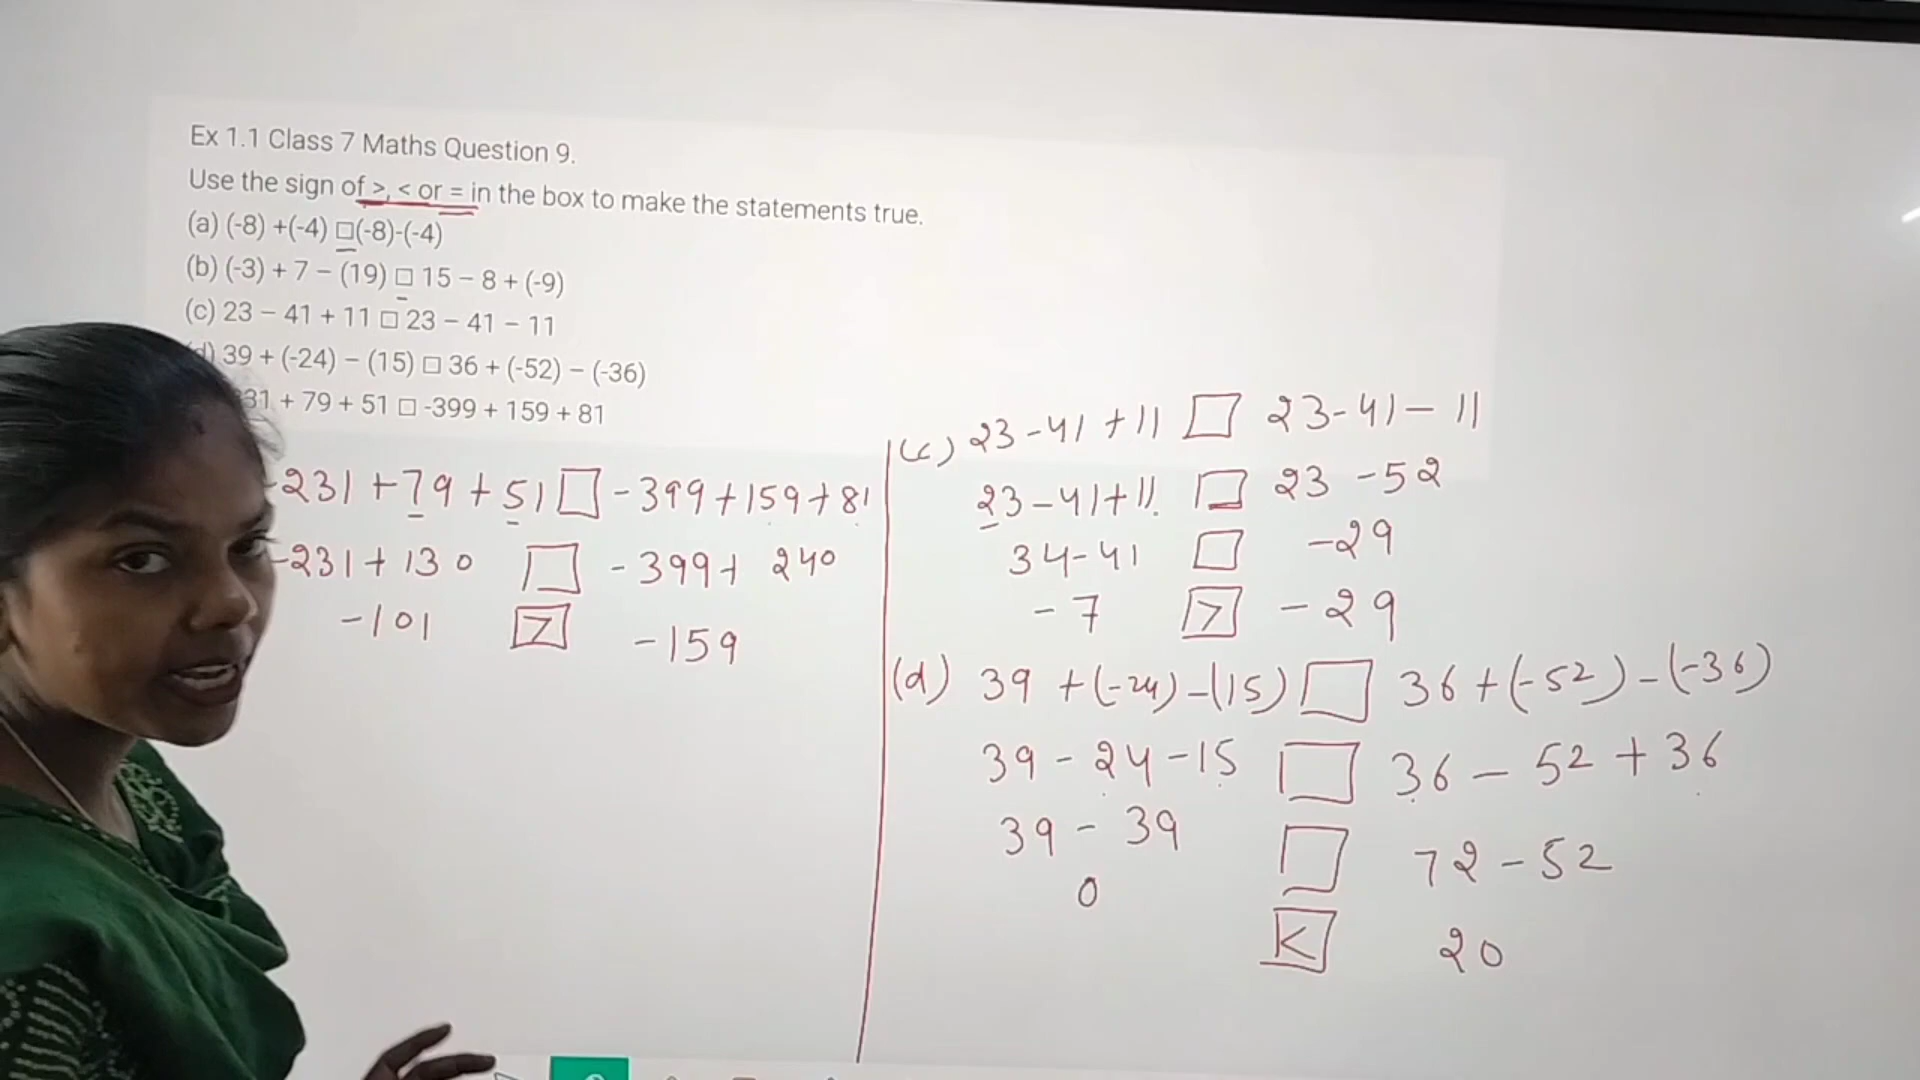 Ex 1.1 Class 7 Maths Question 9.
Use the sign of >, < or = in the box to make the statements true.
(a) (-8) +(-4) □(-8)-(-4)
(b) (-3) + 7 – (19) □ 15 – 8 + (-9)
(c) 23 – 41 + 11 □ 23 – 41 – 11
39 + (-24) – (15) □ 36 + (-52) – (-36)
31 + 79 + 51 □ -399 + 159 + 81
-231 + 79 + 51 □ -399 + 159 + 81
-231 + 130 □ -399 + 240
-101 > -159
(c) 23 - 41 + 11 □ 23 - 41 - 11
23 - 41 + 11 □ 23 - 52
34 - 41 □ -29
-7 > -29
(d) 39 + (-24) - (15) □ 36 + (-52) - (-36)
39 - 24 - 15 □ 36 - 52 + 36
39 - 39 □ 72 - 52
0 < 20